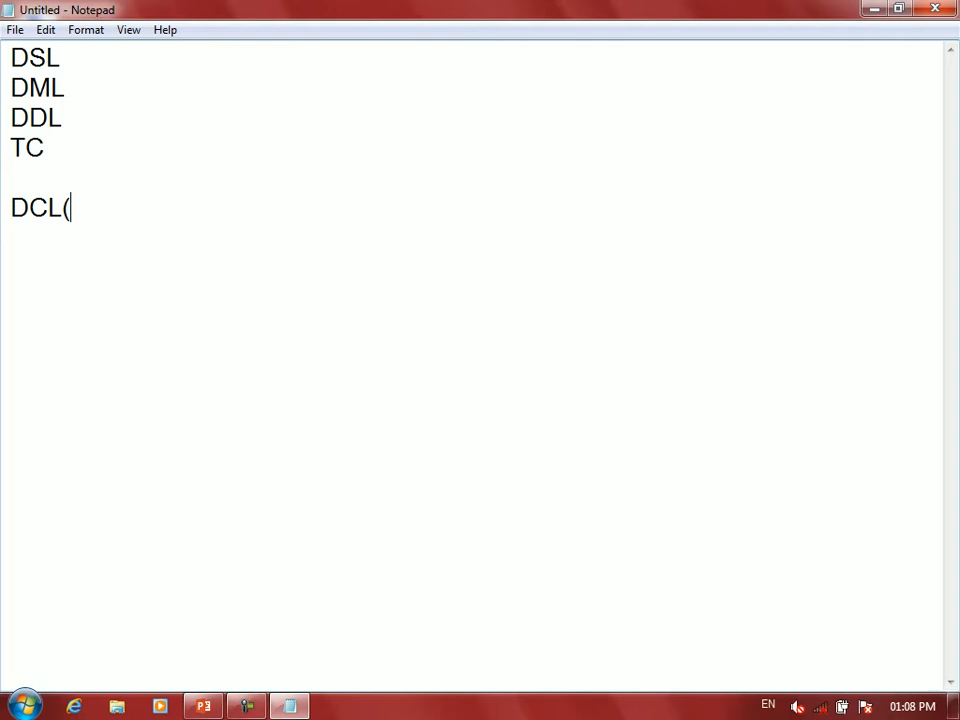 Untitled - Notepad
File Edit Format View Help
DSL
DML
DDL
TC
DCL(
EN 01:08 PM